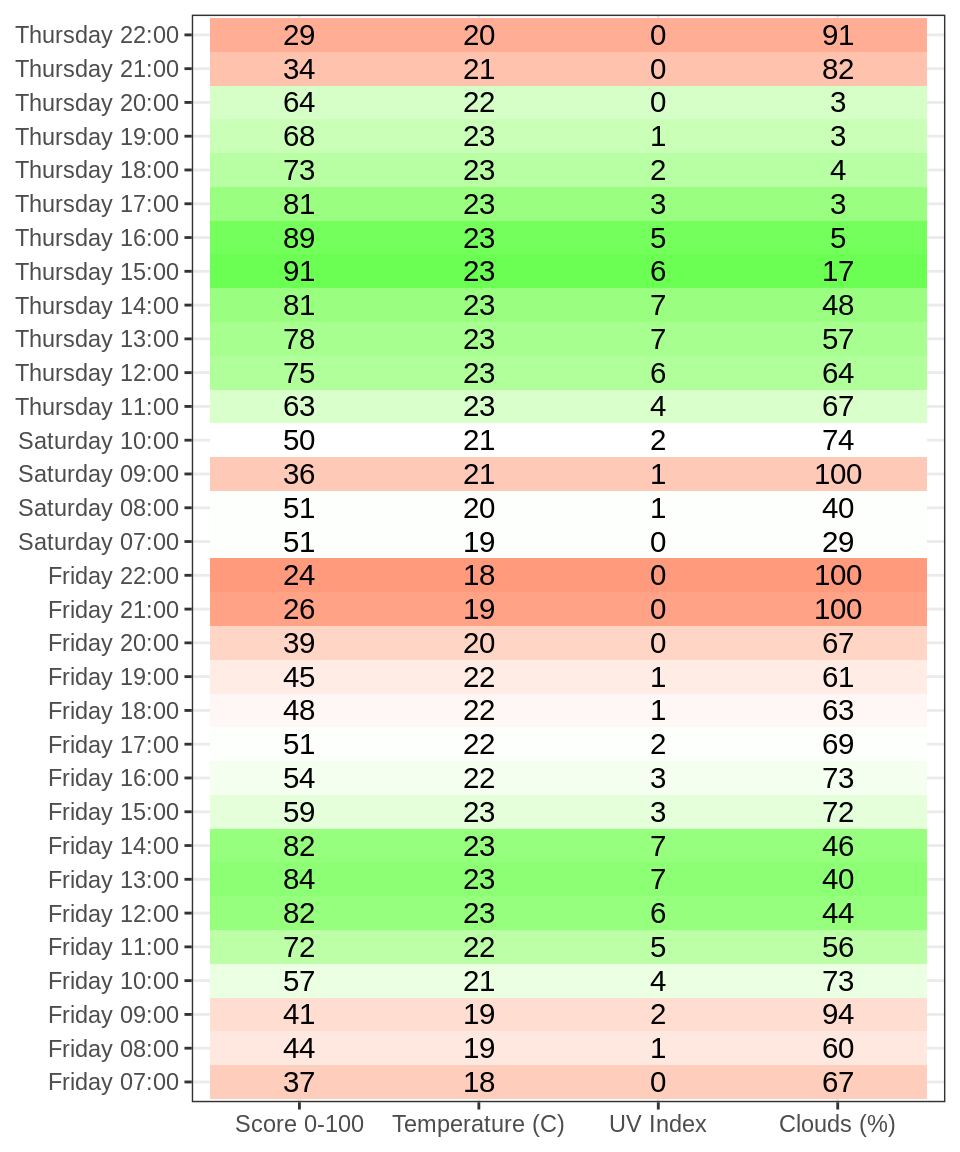 Thursday 22:00 29 20 0 91
Thursday 21:00 34 21 0 82
Thursday 20:00 64 22 0 3
Thursday 19:00 68 23 1 3
Thursday 18:00 73 23 2 4
Thursday 17:00 81 23 3 3
Thursday 16:00 89 23 5 5
Thursday 15:00 91 23 6 17
Thursday 14:00 81 23 7 48
Thursday 13:00 78 23 7 57
Thursday 12:00 75 23 6 64
Thursday 11:00 63 23 4 67
Saturday 10:00 50 21 2 74
Saturday 09:00 36 21 1 100
Saturday 08:00 51 20 1 40
Saturday 07:00 51 19 0 29
Friday 22:00 24 18 0 100
Friday 21:00 26 19 0 100
Friday 20:00 39 20 0 67
Friday 19:00 45 22 1 61
Friday 18:00 48 22 1 63
Friday 17:00 51 22 2 69
Friday 16:00 54 22 3 73
Friday 15:00 59 23 3 72
Friday 14:00 82 23 7 46
Friday 13:00 84 23 7 40
Friday 12:00 82 23 6 44
Friday 11:00 72 22 5 56
Friday 10:00 57 21 4 73
Friday 09:00 41 19 2 94
Friday 08:00 44 19 1 60
Friday 07:00 37 18 0 67
Score 0-100 Temperature (C) UV Index Clouds (%)